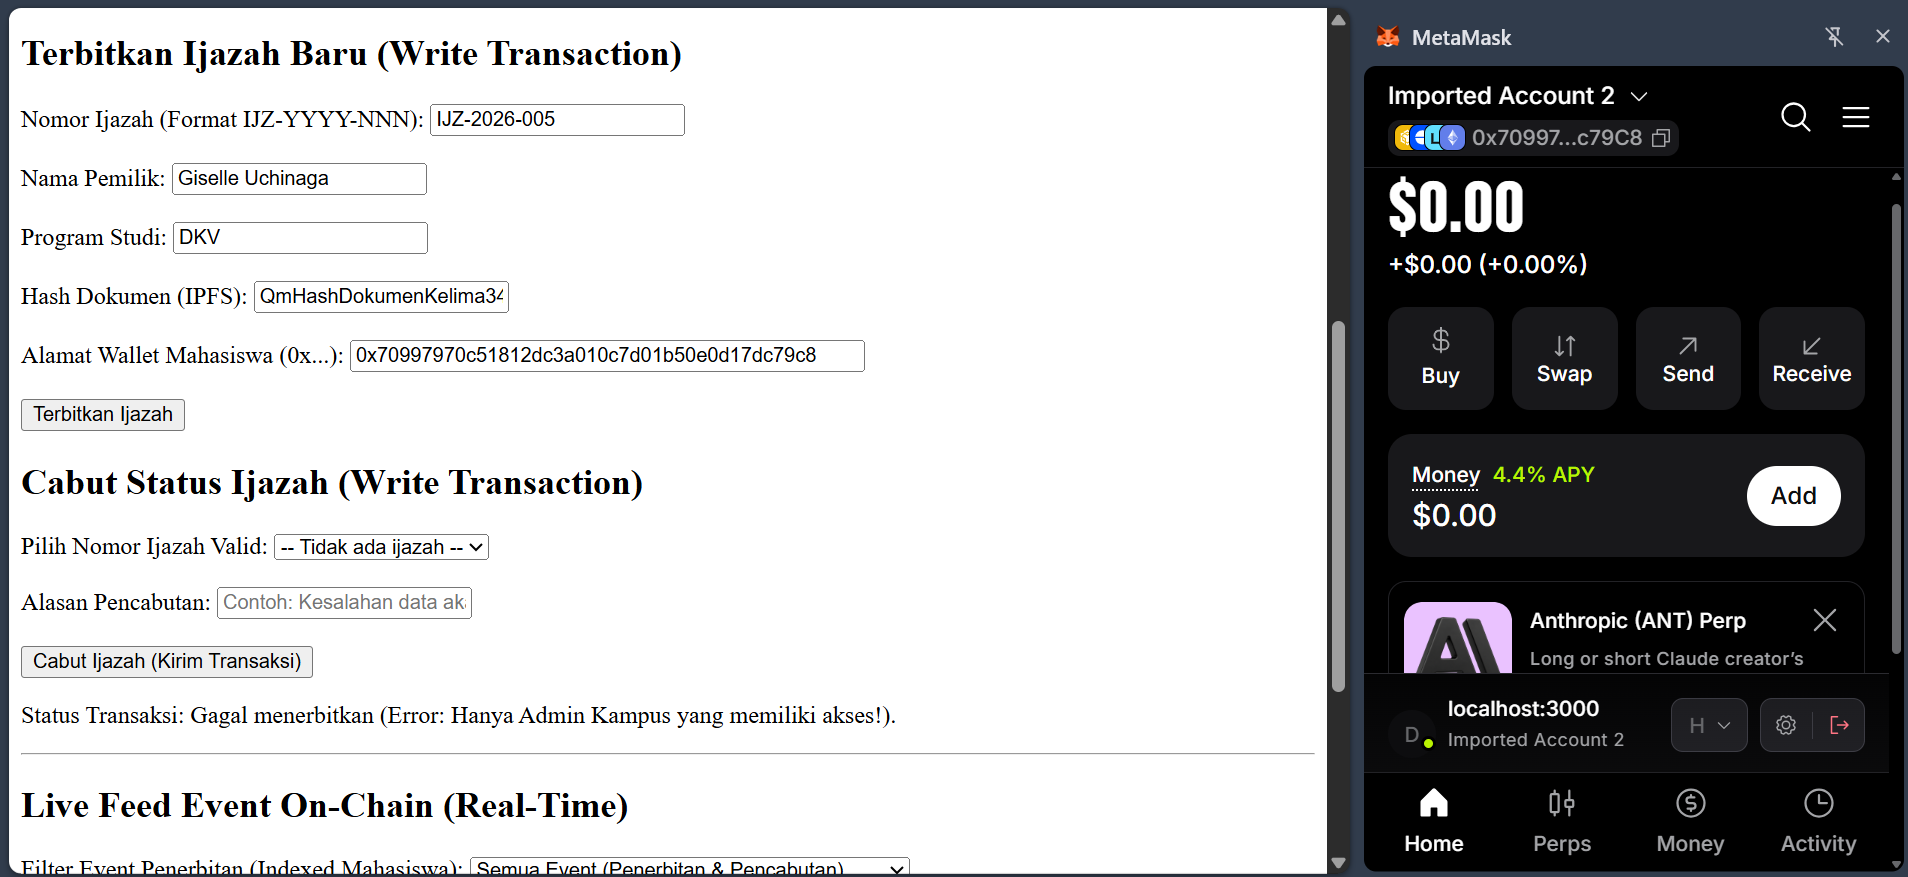 Terbitkan Ijazah Baru (Write Transaction)
Nomor Ijazah (Format IJZ-YYYY-NNN): IJZ-2026-005
Nama Pemilik: Giselle Uchinaga
Program Studi: DKV
Hash Dokumen (IPFS): QmHashDokumenKelima34
Alamat Wallet Mahasiswa (0x...): 0x70997970c51812dc3a010c7d01b50e0d17dc79c8
Terbitkan Ijazah
Cabut Status Ijazah (Write Transaction)
Pilih Nomor Ijazah Valid: -- Tidak ada ijazah --
Alasan Pencabutan: Contoh: Kesalahan data ak
Cabut Ijazah (Kirim Transaksi)
Status Transaksi: Gagal menerbitkan (Error: Hanya Admin Kampus yang memiliki akses!).
Live Feed Event On-Chain (Real-Time)
Filter Event Penerbitan (Indexed Mahasiswa): Semua Event (Penerbitan & Pencabutan)
MetaMask
Imported Account 2
0x70997...c79C8
$0.00
+$0.00 (+0.00%)
Buy
Swap
Send
Receive
Money 4.4% APY
$0.00
Add
Anthropic (ANT) Perp
Long or short Claude creator's
D
localhost:3000
Imported Account 2
H
Home
Perps
Money
Activity